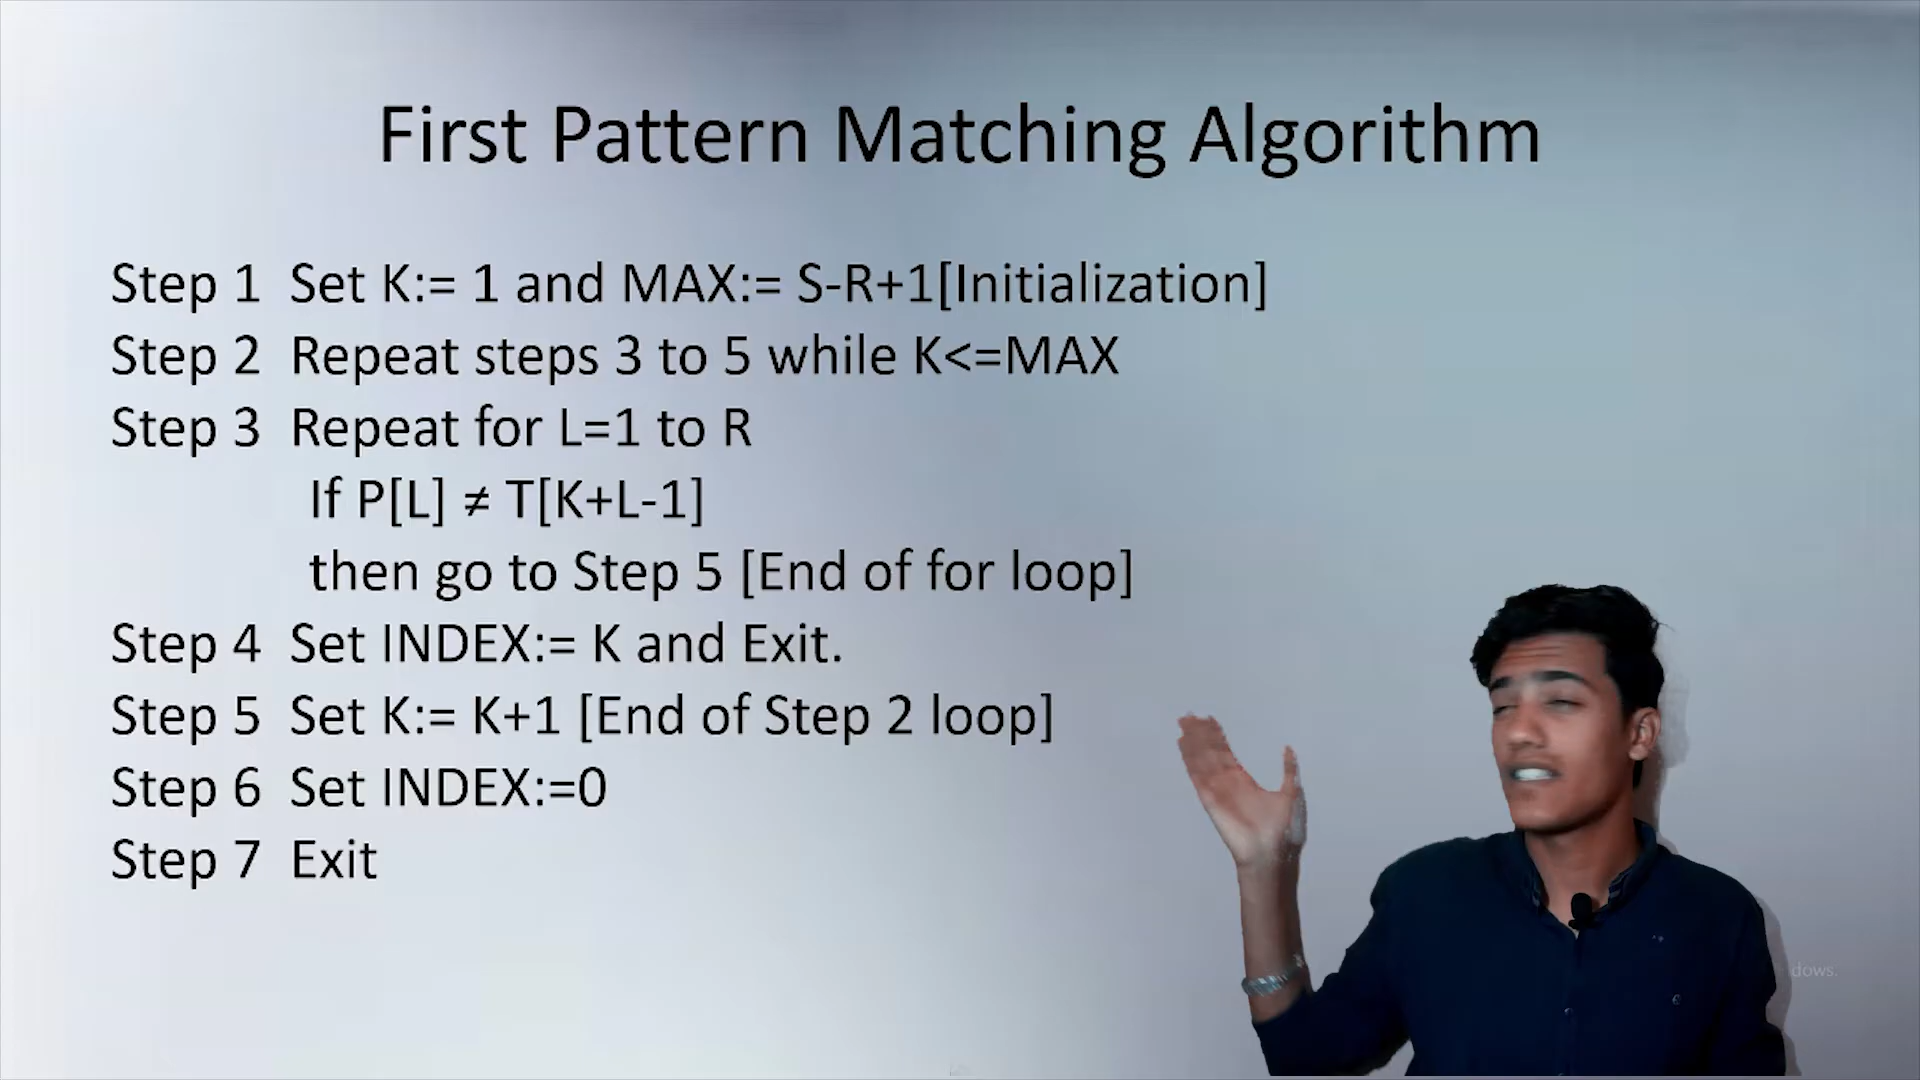 First Pattern Matching Algorithm
Step 1 Set K:= 1 and MAX:= S-R+1[Initialization]
Step 2 Repeat steps 3 to 5 while K<=MAX
Step 3 Repeat for L=1 to R
If P[L] ≠ T[K+L-1]
then go to Step 5 [End of for loop]
Step 4 Set INDEX:= K and Exit.
Step 5 Set K:= K+1 [End of Step 2 loop]
Step 6 Set INDEX:=0
Step 7 Exit
dows.